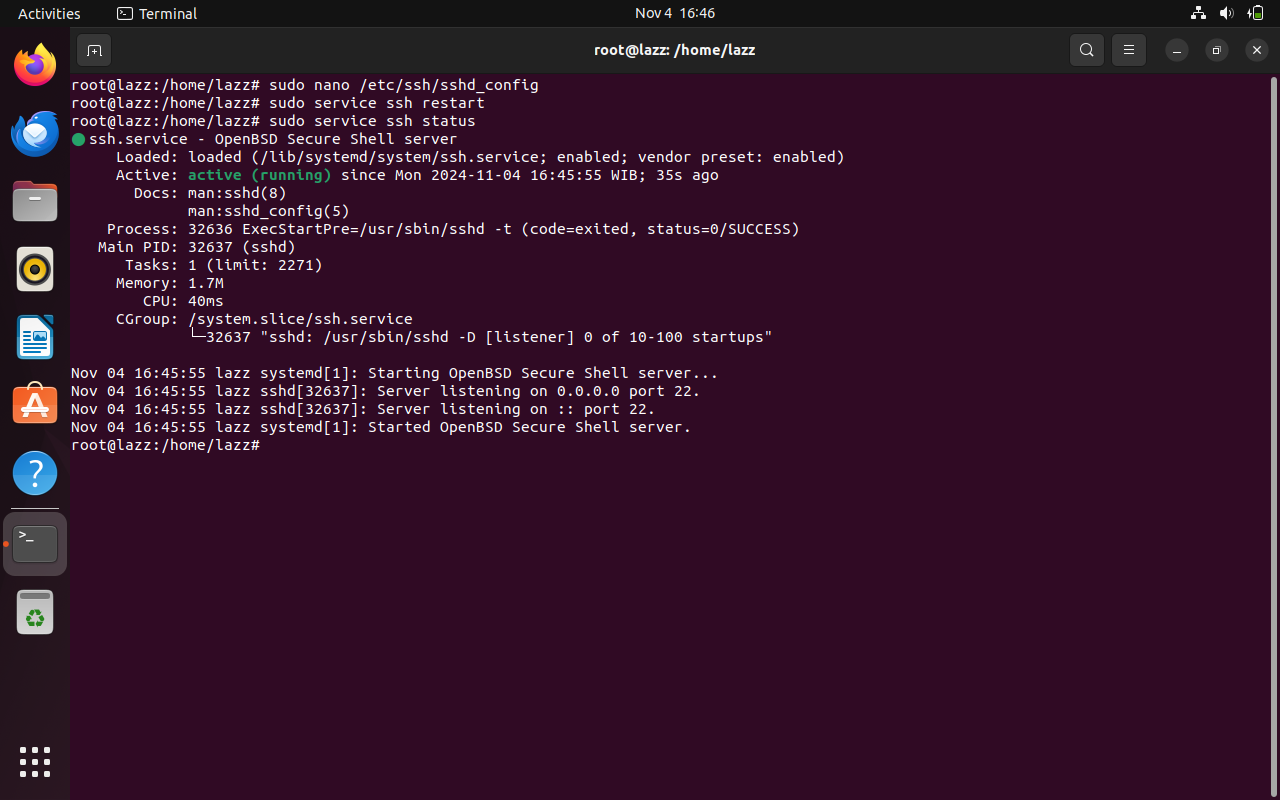 Activities
Terminal
Nov 4 16:46
root@lazz: /home/lazz
root@lazz:/home/lazz# sudo nano /etc/ssh/sshd_config
root@lazz:/home/lazz# sudo service ssh restart
root@lazz:/home/lazz# sudo service ssh status
● ssh.service - OpenBSD Secure Shell server
     Loaded: loaded (/lib/systemd/system/ssh.service; enabled; vendor preset: enabled)
     Active: active (running) since Mon 2024-11-04 16:45:55 WIB; 35s ago
       Docs: man:sshd(8)
             man:sshd_config(5)
    Process: 32636 ExecStartPre=/usr/sbin/sshd -t (code=exited, status=0/SUCCESS)
   Main PID: 32637 (sshd)
      Tasks: 1 (limit: 2271)
     Memory: 1.7M
        CPU: 40ms
     CGroup: /system.slice/ssh.service
             └─32637 "sshd: /usr/sbin/sshd -D [listener] 0 of 10-100 startups"
Nov 04 16:45:55 lazz systemd[1]: Starting OpenBSD Secure Shell server...
Nov 04 16:45:55 lazz sshd[32637]: Server listening on 0.0.0.0 port 22.
Nov 04 16:45:55 lazz sshd[32637]: Server listening on :: port 22.
Nov 04 16:45:55 lazz systemd[1]: Started OpenBSD Secure Shell server.
root@lazz:/home/lazz#